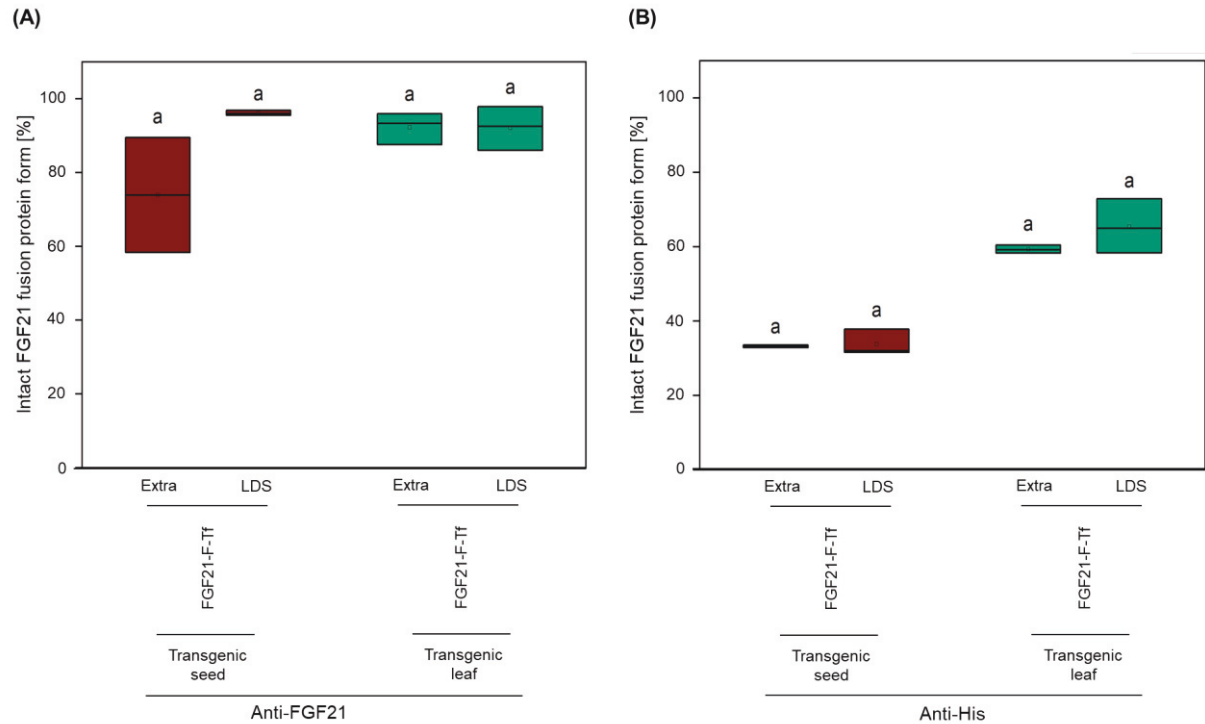 (A)
Intact FGF21 fusion protein form [%]
100
80
60
40
20
0
a
a
a
a
Extra
LDS
Extra
LDS
FGF21-F-Tf
FGF21-F-Tf
Transgenic
seed
Transgenic
leaf
Anti-FGF21
(B)
Intact FGF21 fusion protein form [%]
100
80
60
40
20
0
a
a
a
a
Extra
LDS
Extra
LDS
FGF21-F-Tf
FGF21-F-Tf
Transgenic
seed
Transgenic
leaf
Anti-His